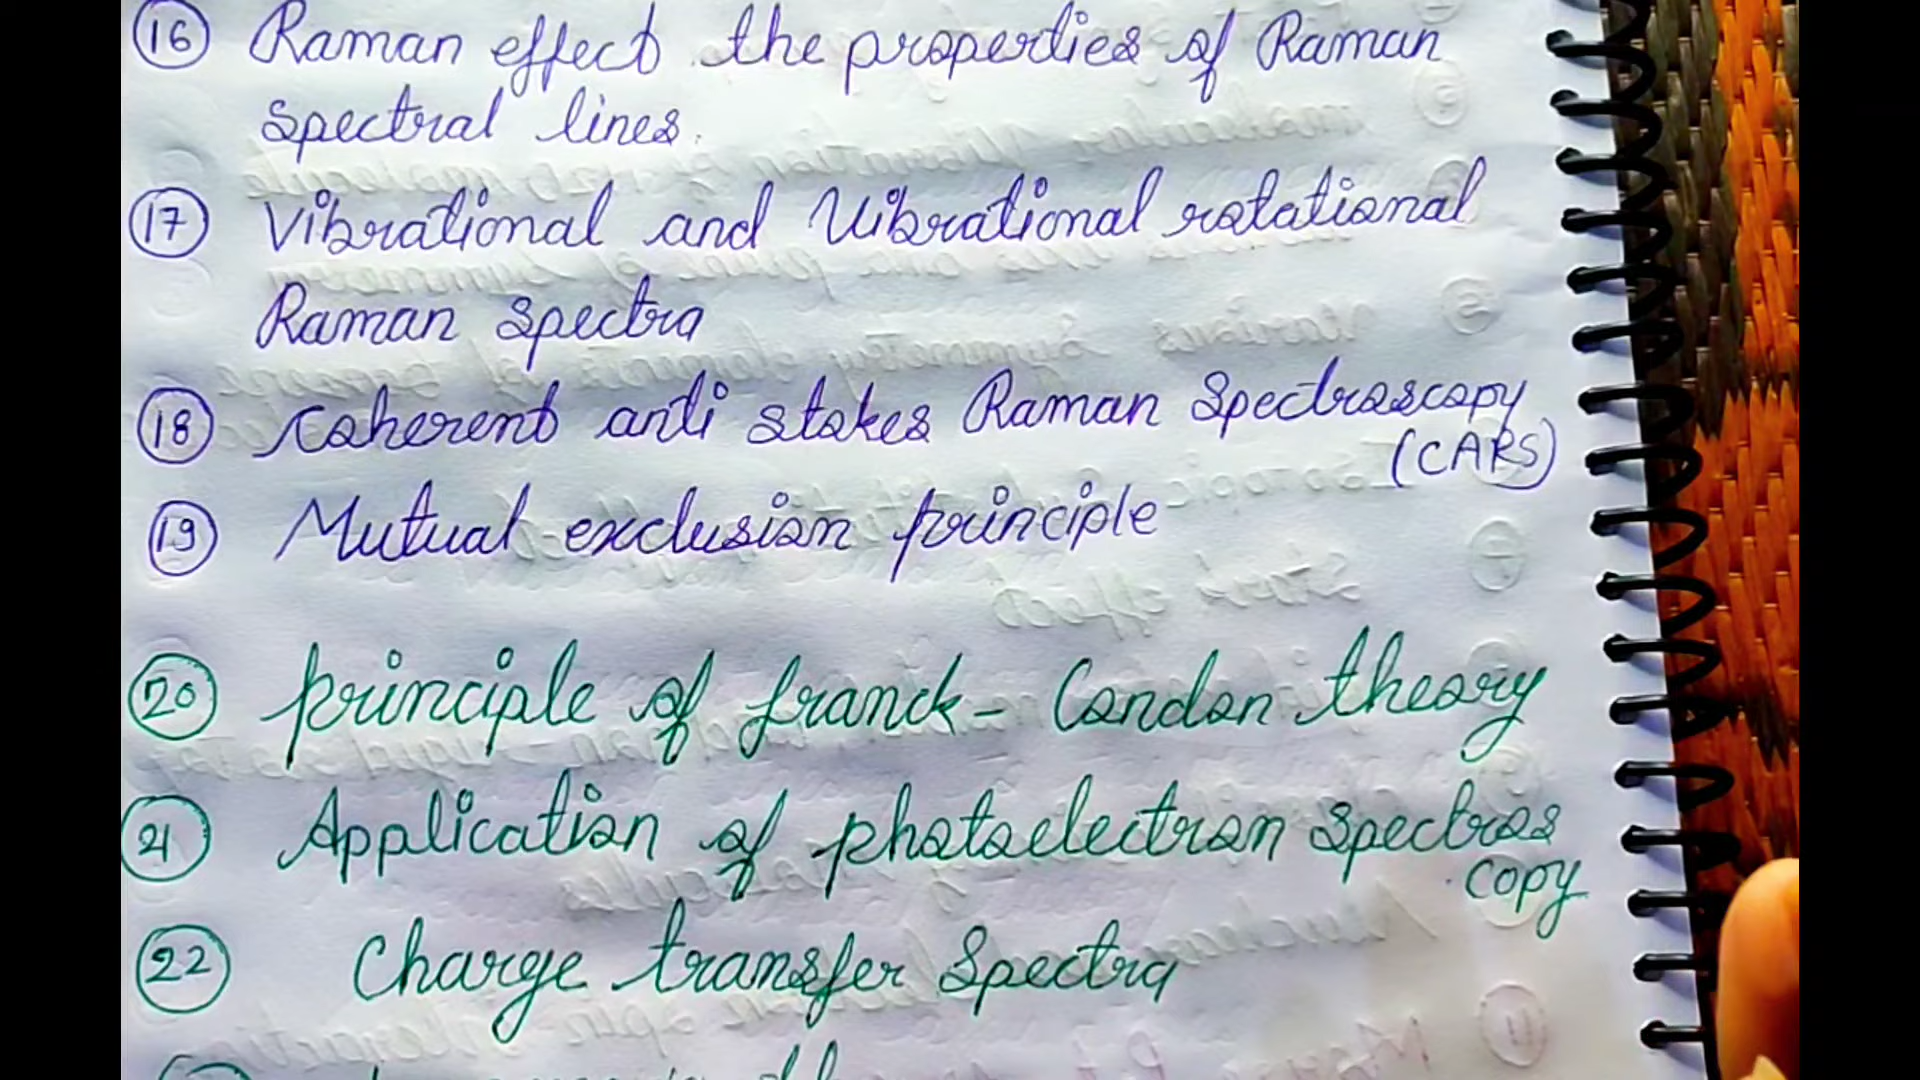 16 Raman effect the properties of Raman
Spectral lines.
17 Vibrational and Vibrational rotational
Raman Spectra
18 Coherent anti stokes Raman Spectroscopy
(CARS)
19 Mutual exclusion principle
20 principle of franck - Condon theory
21 Application of photoelectron Spectros
copy
22 Charge transfer Spectra